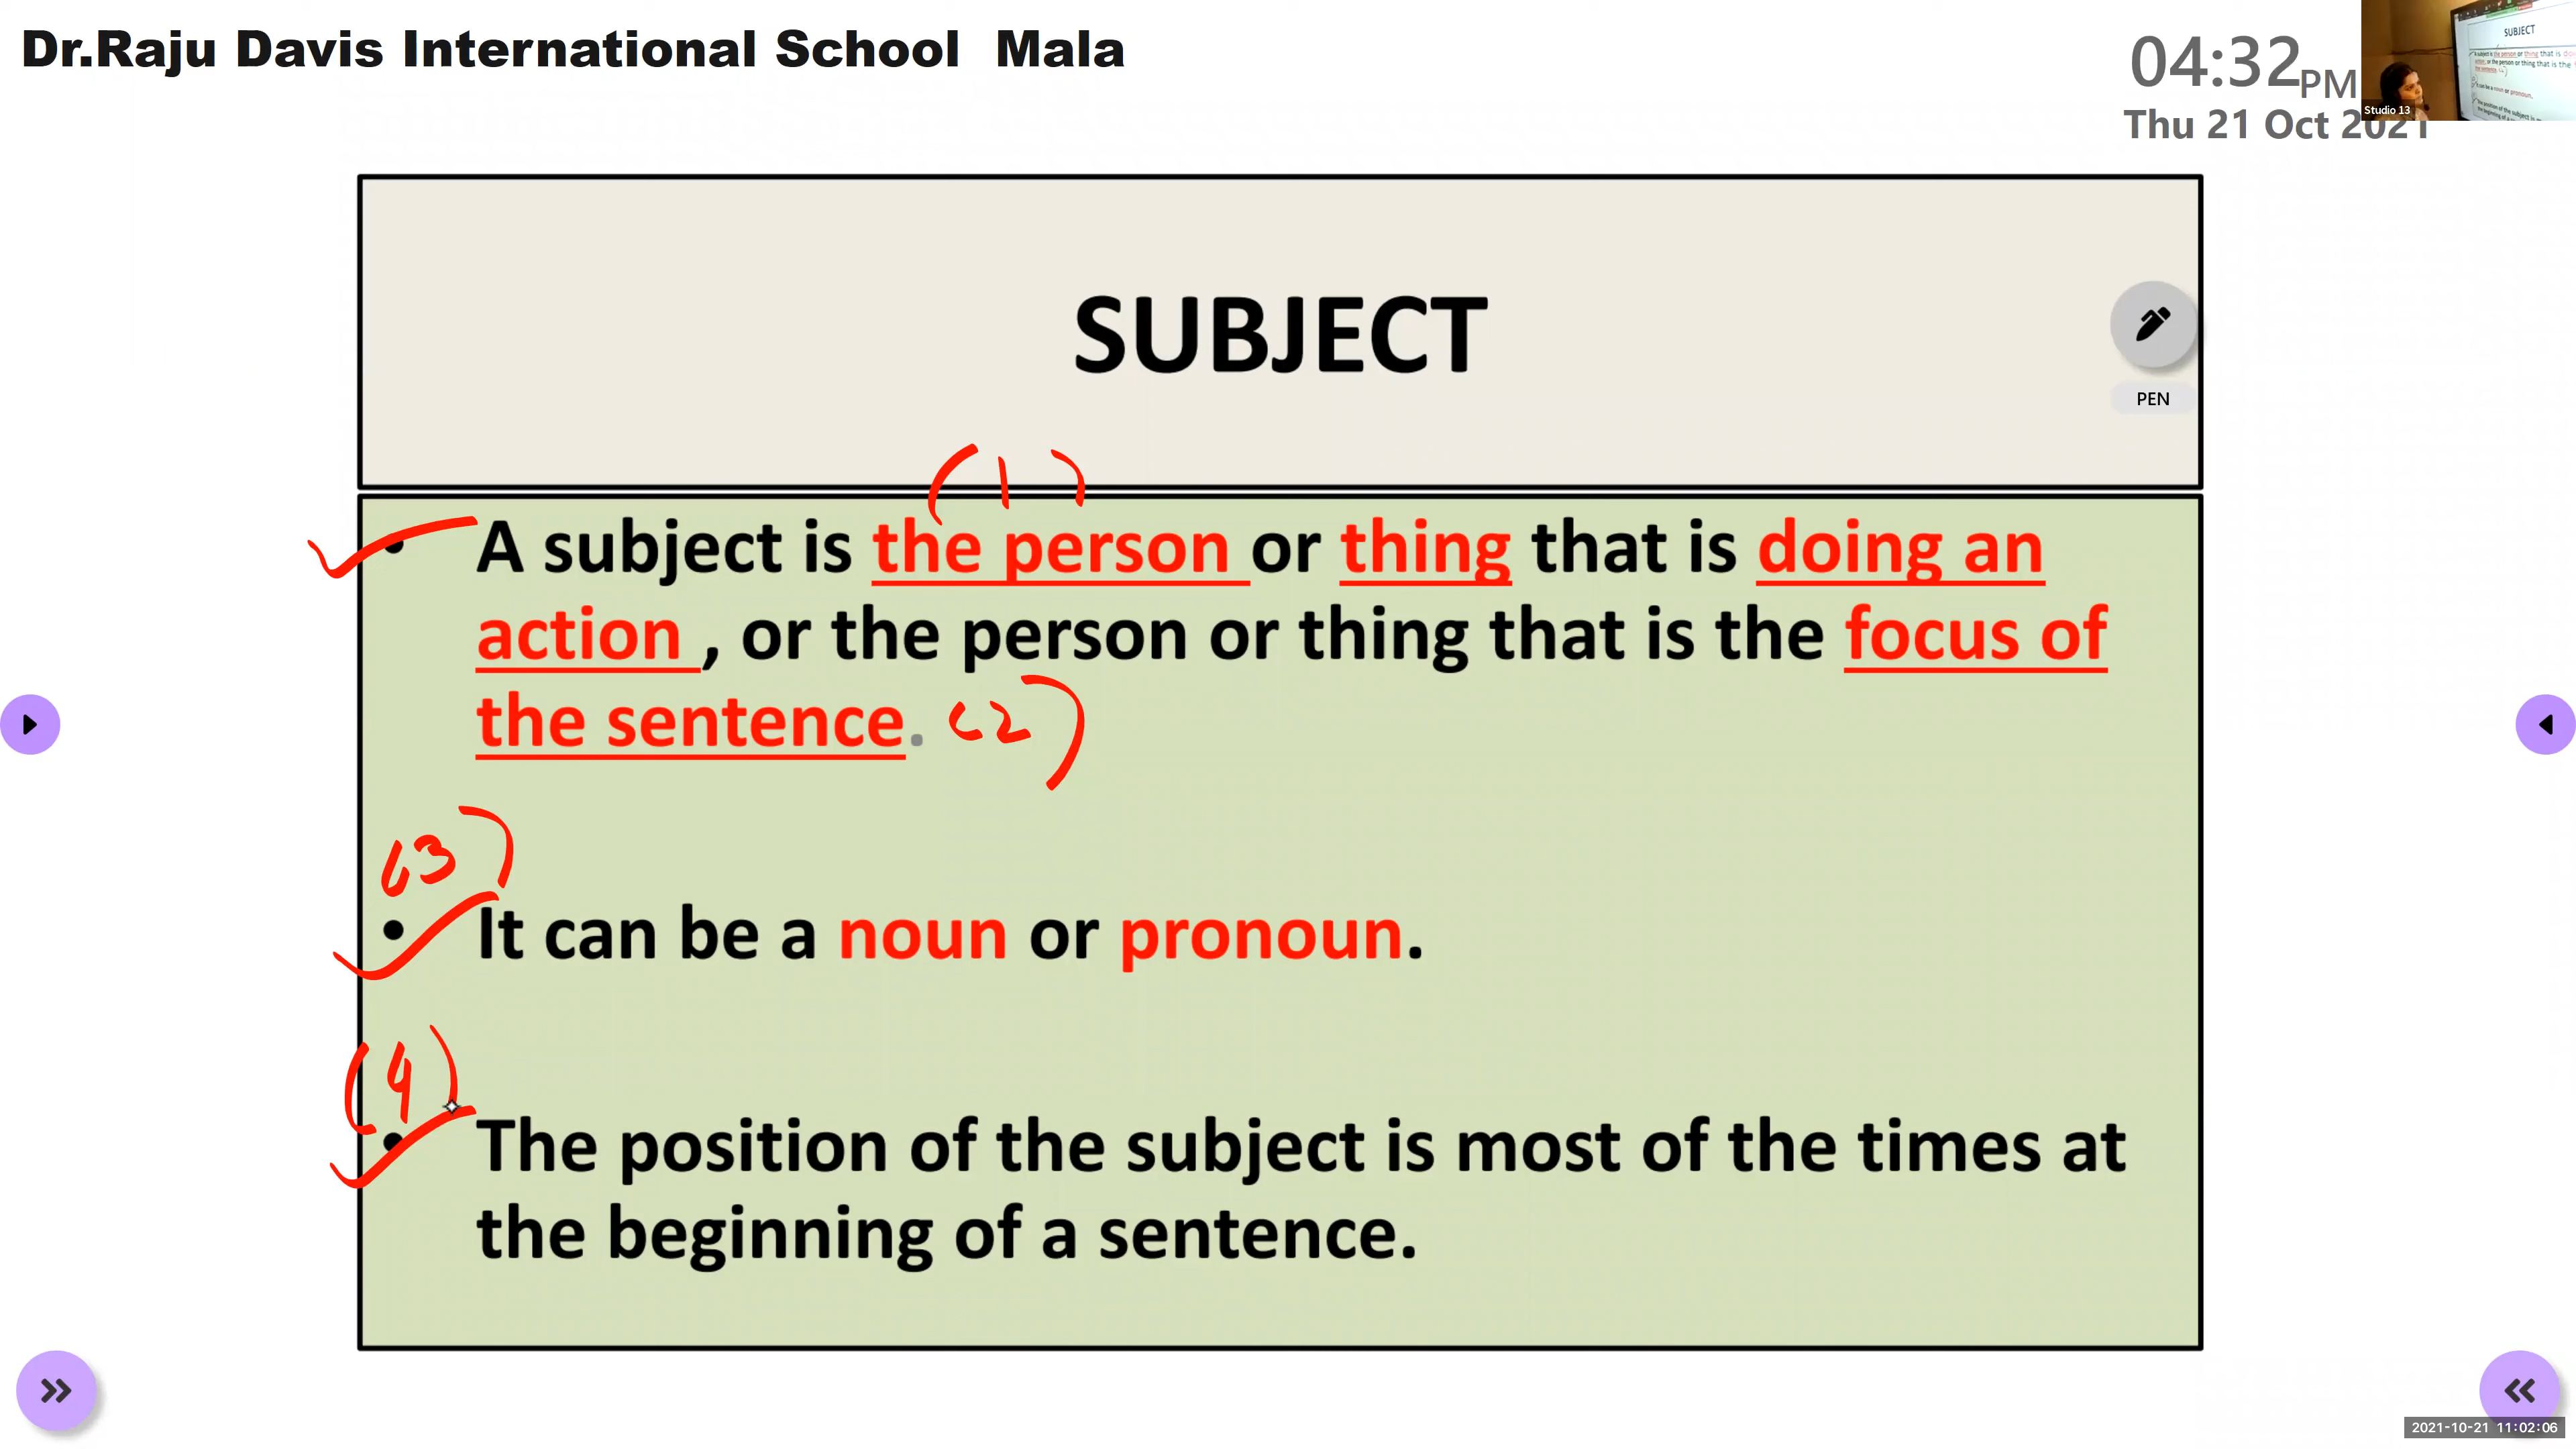 Dr.Raju Davis International School Mala
04:32PM
Thu 21 Oct 2021
Studio 13
SUBJECT
PEN
(1)
• A subject is the person or thing that is doing an
action , or the person or thing that is the focus of
the sentence. (2)
(3)
• It can be a noun or pronoun.
(4)
• The position of the subject is most of the times at
the beginning of a sentence.
2021-10-21 11:02:06